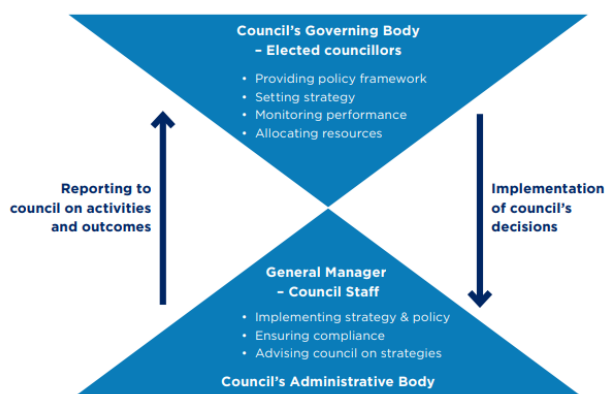 Council's Governing Body
– Elected councillors
• Providing policy framework
• Setting strategy
• Monitoring performance
• Allocating resources
Reporting to
council on activities
and outcomes
Implementation
of council's
decisions
General Manager
– Council Staff
• Implementing strategy & policy
• Ensuring compliance
• Advising council on strategies
Council's Administrative Body